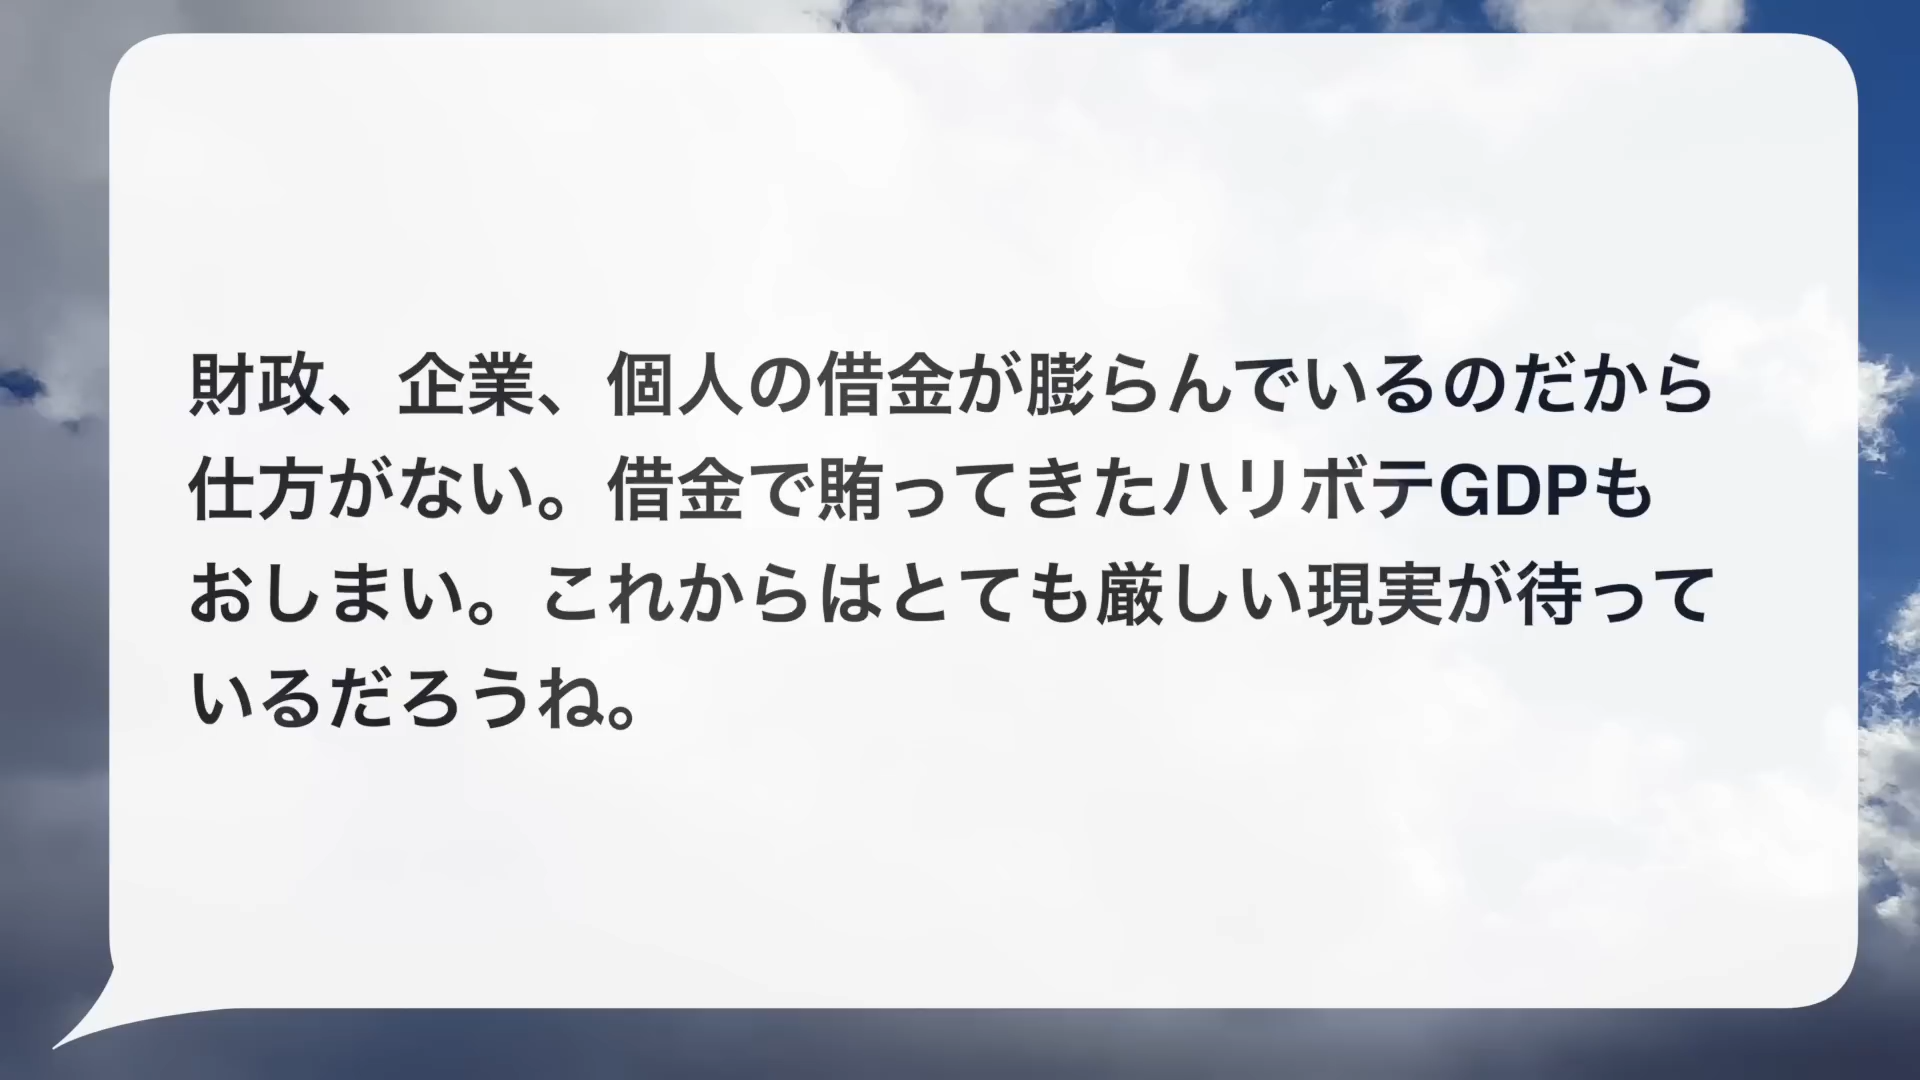 財政、企業、個人の借金が膨らんでいるのだから
仕方がない。借金で賄ってきたハリボテGDPも
おしまい。これからはとても厳しい現実が待って
いるだろうね。